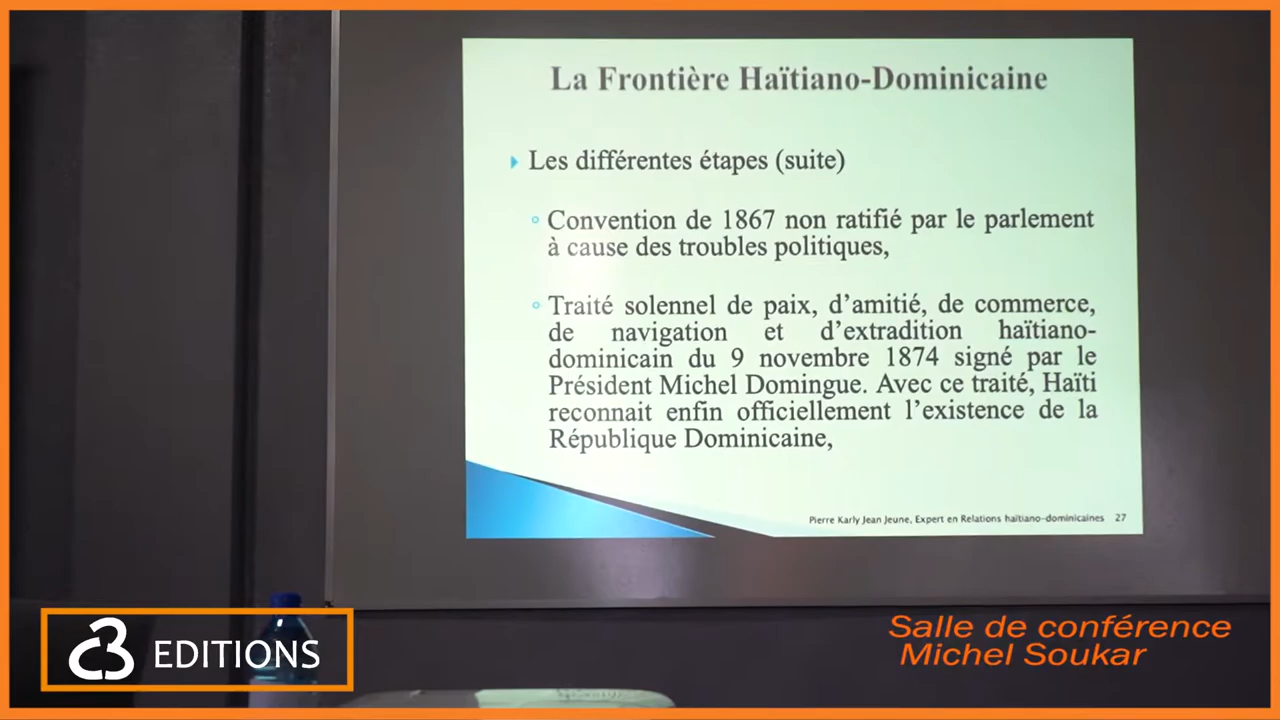 La Frontière Haïtiano-Dominicaine
Les différentes étapes (suite)
Convention de 1867 non ratifié par le parlement
à cause des troubles politiques,
Traité solennel de paix, d'amitié, de commerce,
de navigation et d'extradition haïtiano-
dominicain du 9 novembre 1874 signé par le
Président Michel Domingue. Avec ce traité, Haïti
reconnait enfin officiellement l'existence de la
République Dominicaine,
Pierre Karly Jean Jeune, Expert en Relations haïtiano-dominicaines 27
C3 EDITIONS
Salle de conférence
Michel Soukar